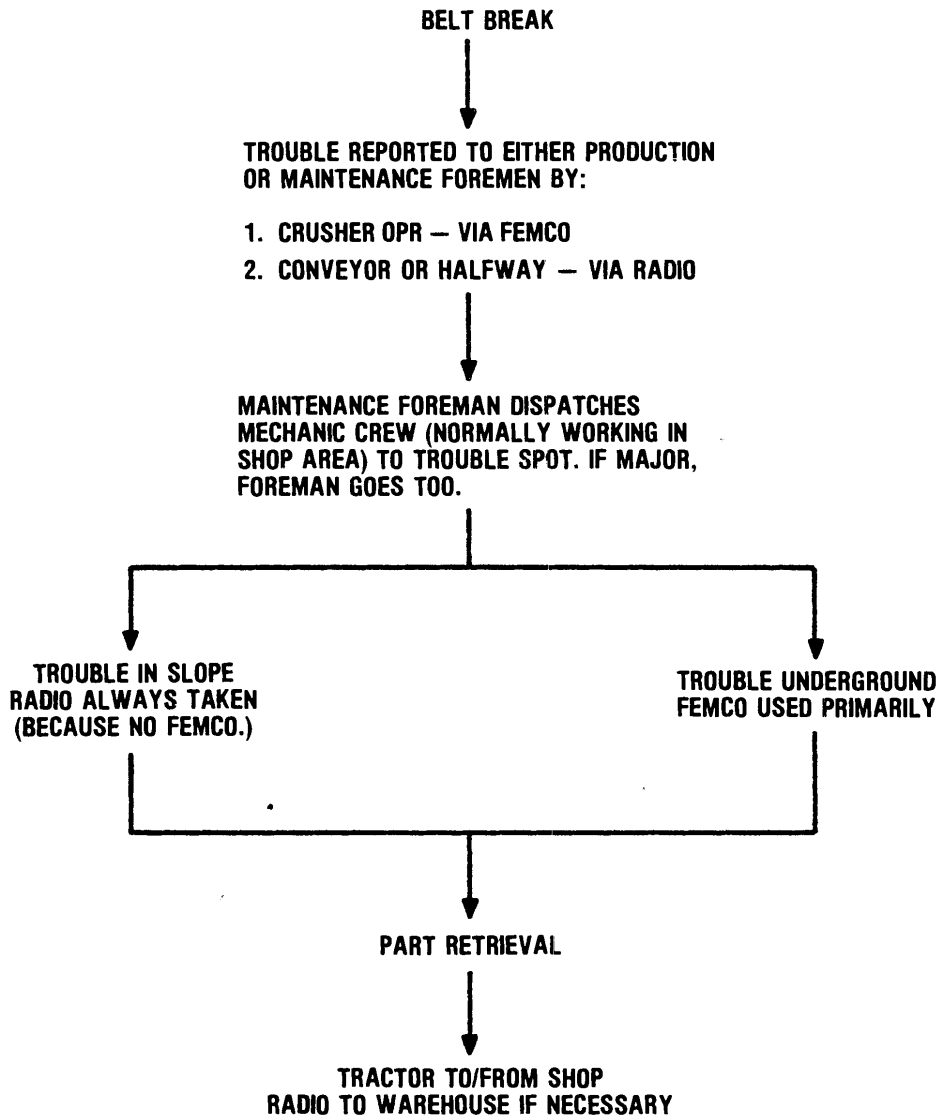 BELT BREAK
TROUBLE REPORTED TO EITHER PRODUCTION
OR MAINTENANCE FOREMEN BY:
1. CRUSHER OPR — VIA FEMCO
2. CONVEYOR OR HALFWAY — VIA RADIO
MAINTENANCE FOREMAN DISPATCHES
MECHANIC CREW (NORMALLY WORKING IN
SHOP AREA) TO TROUBLE SPOT. IF MAJOR,
FOREMAN GOES TOO.
TROUBLE IN SLOPE
RADIO ALWAYS TAKEN
(BECAUSE NO FEMCO.)
TROUBLE UNDERGROUND
FEMCO USED PRIMARILY
PART RETRIEVAL
TRACTOR TO/FROM SHOP
RADIO TO WAREHOUSE IF NECESSARY